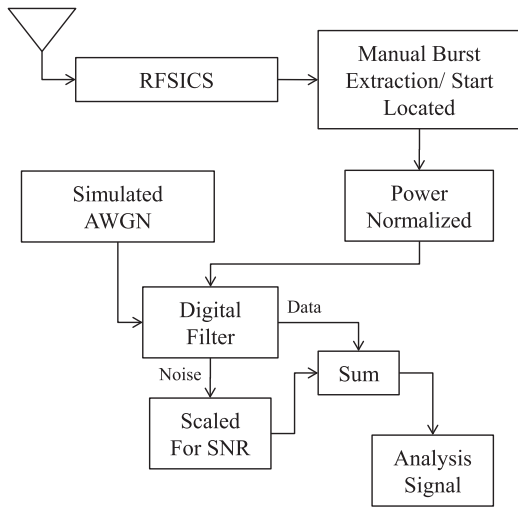 RFSICS
Manual Burst
Extraction/ Start
Located
Simulated
AWGN
Power
Normalized
Digital
Filter
Data
Noise
Sum
Scaled
For SNR
Analysis
Signal